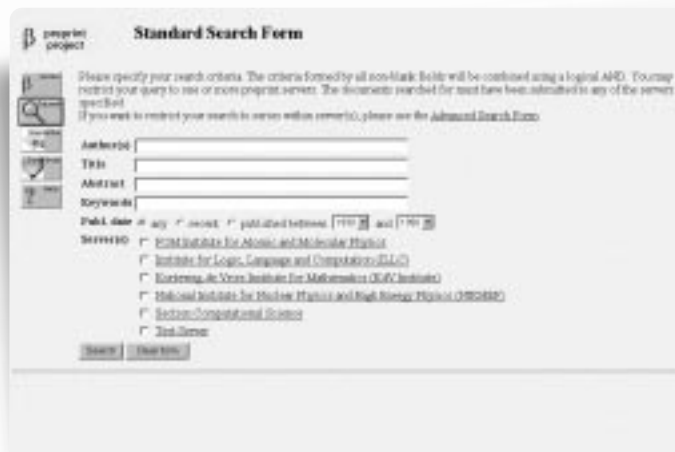 β preprint project
Standard Search Form
Please specify your search criteria. The criteria formed by all non-blank fields will be combined using a logical AND. You may
restrict your query to one or more preprint servers. The documents searched for must have been submitted to any of the servers
specified.
If you want to restrict your search to series within server(s), please use the Advanced Search Form.
Author(s)
Title
Abstract
Keywords
Publ. date any recent published between and
Server(s)
FOM Institute for Atomic and Molecular Physics
Institute for Logic, Language and Computation (ILLC)
Korteweg de Vries Institute for Mathematics (KdV Institute)
National Institute for Nuclear Physics and High Energy Physics (NIKHEF)
Section Computational Science
Test Server
Search Clear form